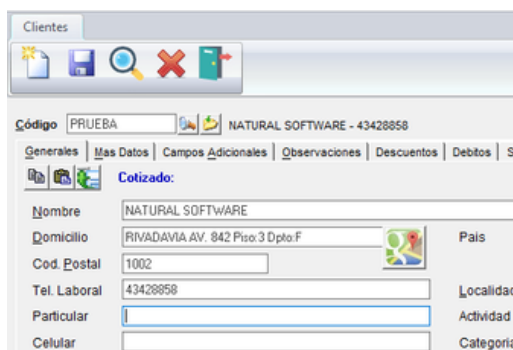 Clientes
Código PRUEBA NATURAL SOFTWARE - 43428858
Generales Mas Datos Campos Adicionales Observaciones Descuentos Debitos S
Cotizado:
Nombre NATURAL SOFTWARE
Domicilio RIVADAVIA AV. 842 Piso:3 Dpto:F Pais
Cod. Postal 1002
Tel. Laboral 43428858 Localidad
Particular Actividad
Celular Categoria